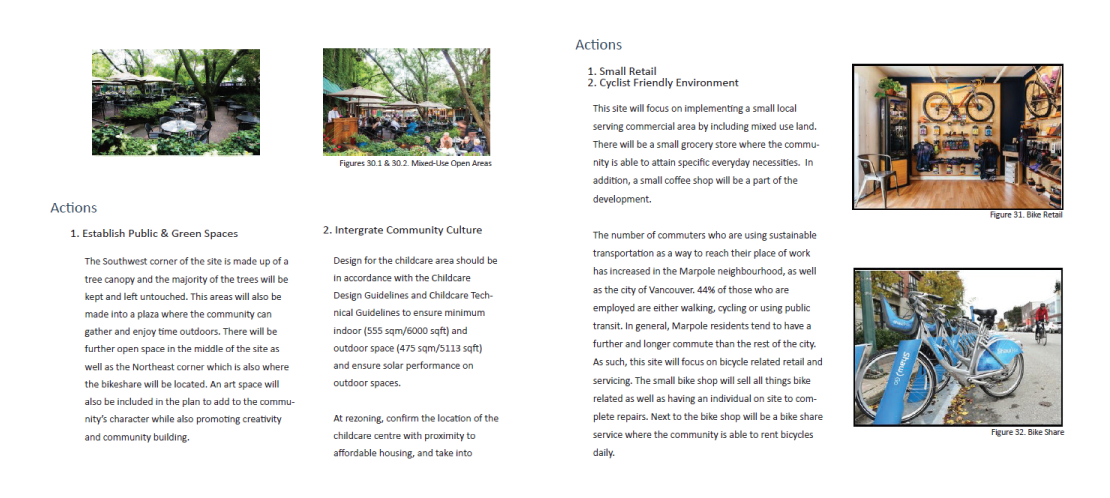 Figures 30.1 & 30.2. Mixed-Use Open Areas
Actions
1. Establish Public & Green Spaces
The Southwest corner of the site is made up of a
tree canopy and the majority of the trees will be
kept and left untouched. This areas will also be
made into a plaza where the community can
gather and enjoy time outdoors. There will be
further open space in the middle of the site as
well as the Northeast corner which is also where
the bikeshare will be located. An art space will
also be included in the plan to add to the commu-
nity's character while also promoting creativity
and community building.
2. Intergrate Community Culture
Design for the childcare area should be
in accordance with the Childcare
Design Guidelines and Childcare Tech-
nical Guidelines to ensure minimum
indoor (555 sqm/6000 sqft) and
outdoor space (475 sqm/5113 sqft)
and ensure solar performance on
outdoor spaces.
At rezoning, confirm the location of the
childcare centre with proximity to
affordable housing, and take into
Actions
1. Small Retail
2. Cyclist Friendly Environment
This site will focus on implementing a small local
serving commercial area by including mixed use land.
There will be a small grocery store where the commu-
nity is able to attain specific everyday necessities. In
addition, a small coffee shop will be a part of the
development.
The number of commuters who are using sustainable
transportation as a way to reach their place of work
has increased in the Marpole neighbourhood, as well
as the city of Vancouver. 44% of those who are
employed are either walking, cycling or using public
transit. In general, Marpole residents tend to have a
further and longer commute than the rest of the city.
As such, this site will focus on bicycle related retail and
servicing. The small bike shop will sell all things bike
related as well as having an individual on site to com-
plete repairs. Next to the bike shop will be a bike share
service where the community is able to rent bicycles
daily.
Figure 31. Bike Retail
Shaw) go
Figure 32. Bike Share